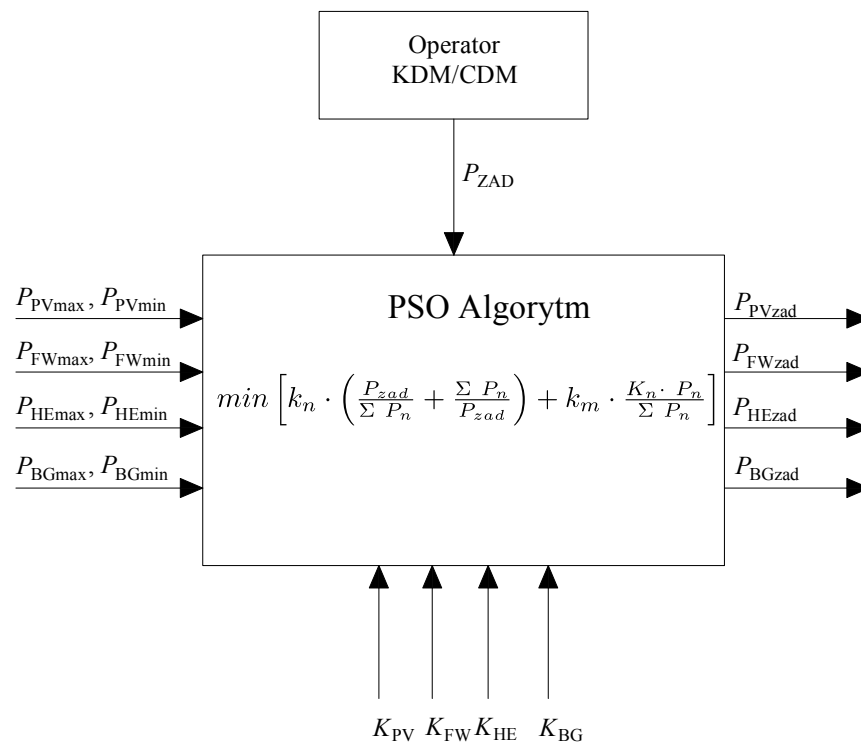 Operator
KDM/CDM
P_ZAD
P_PVmax, P_PVmin
P_FWmax, P_FWmin
P_HEmax, P_HEmin
P_BGmax, P_BGmin
PSO Algorytm
min [ k_n · ( P_zad / Σ P_n + Σ P_n / P_zad ) + k_m · K_n · P_n / Σ P_n ]
P_PVzad
P_FWzad
P_HEzad
P_BGzad
K_PV K_FW K_HE K_BG